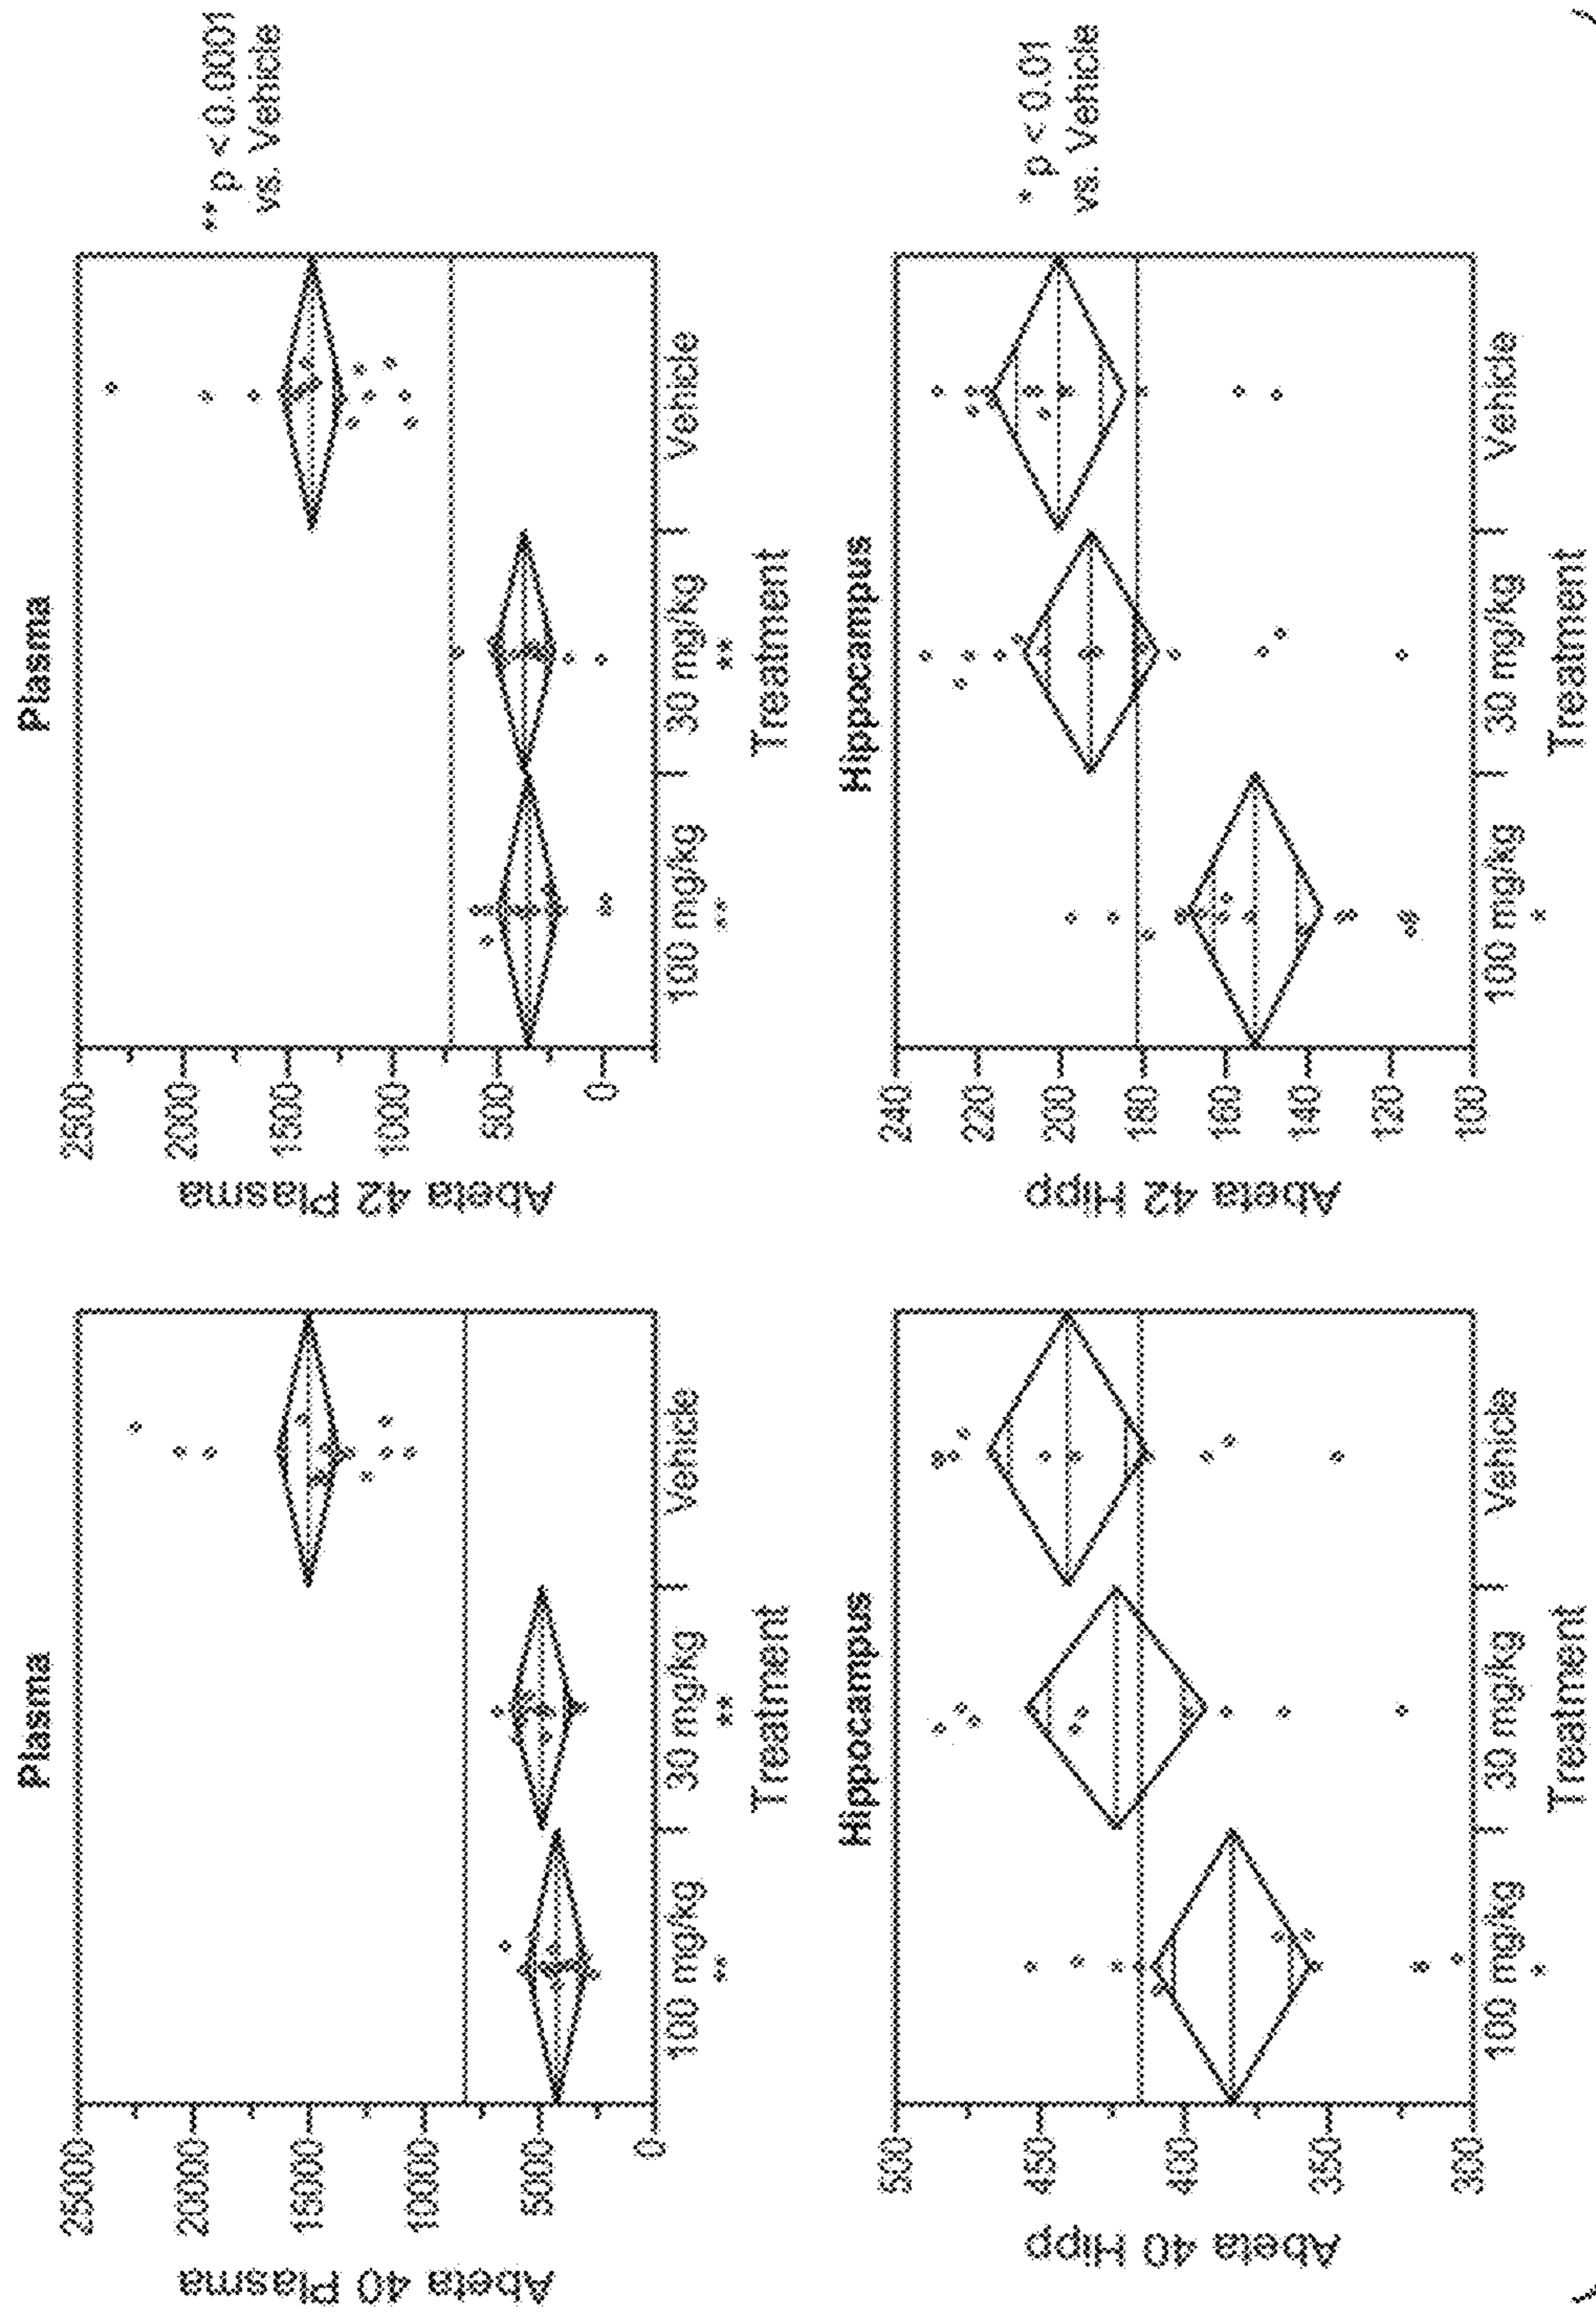 Plasma
Abeta 40 Plasma
25000
20000
15000
10000
5000
0
100 mg/kg
30 mg/kg
Vehicle
**
**
Treatment
Plasma
Abeta 42 Plasma
2500
2000
1500
1000
500
0
100 mg/kg
30 mg/kg
Vehicle
**
**
Treatment
** p < 0.0001
vs. Vehicle
Hippocampus
Abeta 40 Hipp
500
450
400
350
300
100 mg/kg
30 mg/kg
Vehicle
*
Treatment
Hippocampus
Abeta 42 Hipp
240
220
200
180
160
140
120
100
100 mg/kg
30 mg/kg
Vehicle
*
Treatment
* p < 0.01
vs. Vehicle